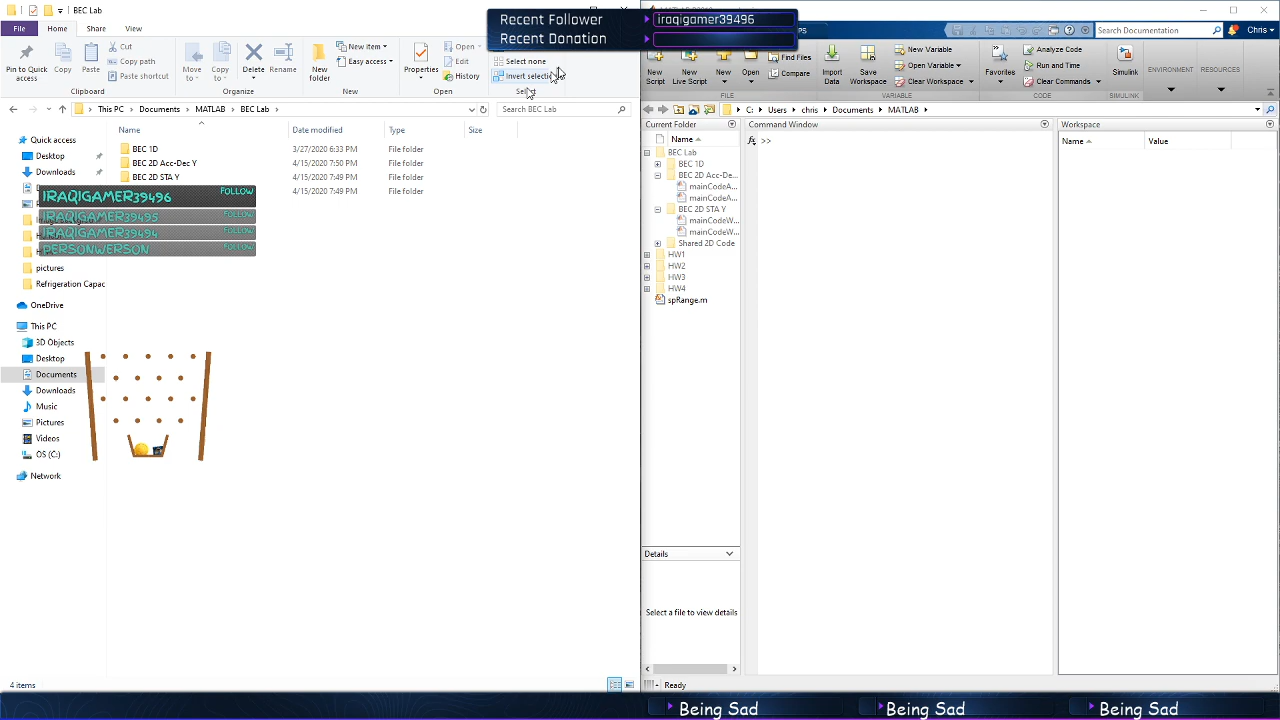 BEC Lab
Recent Follower
iraqigamer39496
Recent Donation
File
Home
Share
View
Search Documentation
Chris
Pin to Quick
access
Copy
Paste
Cut
Copy path
Paste shortcut
Move
to
Copy
to
Delete
Rename
New
folder
New item
Easy access
Properties
Open
Edit
History
Select none
Invert selection
Clipboard
Organize
New
Open
Select
New
Script
New
Live Script
New
Open
Find Files
Compare
Import
Data
Save
Workspace
New Variable
Open Variable
Clear Workspace
Favorites
Analyze Code
Run and Time
Clear Commands
Simulink
ENVIRONMENT
RESOURCES
FILE
VARIABLE
CODE
SIMULINK
This PC
Documents
MATLAB
BEC Lab
Search BEC Lab
C:
Users
chris
Documents
MATLAB
Name
Date modified
Type
Size
BEC 1D
3/27/2020 6:33 PM
File folder
BEC 2D Acc-Dec Y
4/15/2020 7:50 PM
File folder
BEC 2D STA Y
4/15/2020 7:49 PM
File folder
4/15/2020 7:49 PM
File folder
Quick access
Desktop
Downloads
IRAQIGAMER39496
FOLLOW
IRAQIGAMER39495
FOLLOW
IRAQIGAMER39494
FOLLOW
PERSONWERSON
FOLLOW
pictures
Refrigeration Capac
OneDrive
This PC
3D Objects
Desktop
Documents
Downloads
Music
Pictures
Videos
OS (C:)
Network
4 items
Current Folder
Name
BEC Lab
BEC 1D
BEC 2D Acc-De...
mainCodeA...
mainCodeA...
BEC 2D STA Y
mainCodeW...
mainCodeW...
Shared 2D Code
HW1
HW2
HW3
HW4
spRange.m
Details
Select a file to view details
Ready
Command Window
fx >>
Workspace
Name
Value
Being Sad
Being Sad
Being Sad